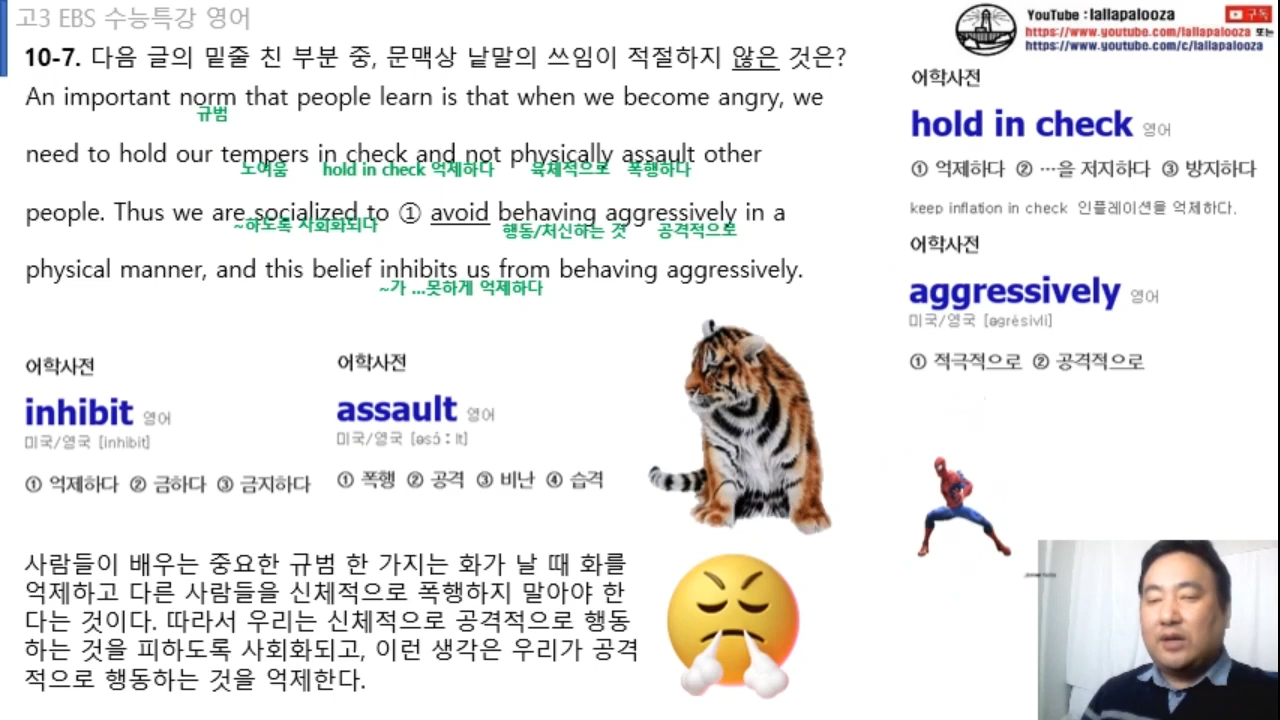 고3 EBS 수능특강 영어
10-7. 다음 글의 밑줄 친 부분 중, 문맥상 낱말의 쓰임이 적절하지 않은 것은?
An important norm that people learn is that when we become angry, we
규범
need to hold our tempers in check and not physically assault other
노여움 hold in check 억제하다 육체적으로 폭행하다
people. Thus we are socialized to ① avoid behaving aggressively in a
~하도록 사회화되다 행동/처신하는 것 공격적으로
physical manner, and this belief inhibits us from behaving aggressively.
~가 ...못하게 억제하다
어학사전
inhibit 영어
미국/영국 [inhíbit]
① 억제하다 ② 금하다 ③ 금지하다
어학사전
assault 영어
미국/영국 [əsɔ́ːlt]
① 폭행 ② 공격 ③ 비난 ④ 습격
사람들이 배우는 중요한 규범 한 가지는 화가 날 때 화를
억제하고 다른 사람들을 신체적으로 폭행하지 말아야 한
다는 것이다. 따라서 우리는 신체적으로 공격적으로 행동
하는 것을 피하도록 사회화되고, 이런 생각은 우리가 공격
적으로 행동하는 것을 억제한다.
YouTube : lallapalooza
구독
https://www.youtube.com/lallapalooza 또는
https://www.youtube.com/c/lallapalooza
어학사전
hold in check 영어
① 억제하다 ② …을 저지하다 ③ 방지하다
keep inflation in check 인플레이션을 억제하다.
어학사전
aggressively 영어
미국/영국 [əgrésivli]
① 적극적으로 ② 공격적으로